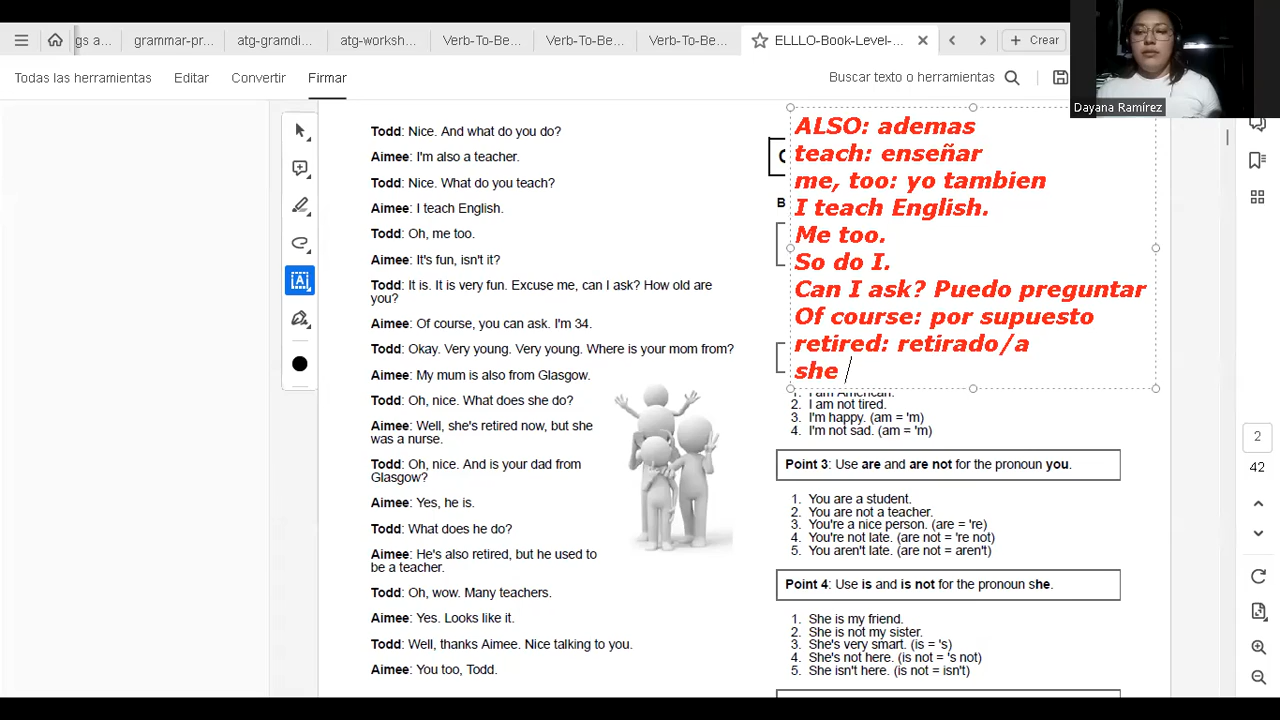 gs a...
grammar-pr...
atg-gramdi...
atg-worksh...
-To-Be...
Verb-To-Be...
Verb-To-Be...
ELLLO-Book-Level-...
Crear
Todas las herramientas
Editar
Convertir
Firmar
Buscar texto o herramientas
Dayana Ramírez
Todd: Nice. And what do you do?
Aimee: I'm also a teacher.
Todd: Nice. What do you teach?
Aimee: I teach English.
Todd: Oh, me too.
Aimee: It's fun, isn't it?
Todd: It is. It is very fun. Excuse me, can I ask? How old are
you?
Aimee: Of course, you can ask. I'm 34.
Todd: Okay. Very young. Very young. Where is your mom from?
Aimee: My mum is also from Glasgow.
Todd: Oh, nice. What does she do?
Aimee: Well, she's retired now, but she
was a nurse.
Todd: Oh, nice. And is your dad from
Glasgow?
Aimee: Yes, he is.
Todd: What does he do?
Aimee: He's also retired, but he used to
be a teacher.
Todd: Oh, wow. Many teachers.
Aimee: Yes. Looks like it.
Todd: Well, thanks Aimee. Nice talking to you.
Aimee: You too, Todd.
ALSO: ademas
teach: enseñar
me, too: yo tambien
I teach English.
Me too.
So do I.
Can I ask? Puedo preguntar
Of course: por supuesto
retired: retirado/a
she
1. I am American.
2. I am not tired.
3. I'm happy. (am = 'm)
4. I'm not sad. (am = 'm)
Point 3: Use are and are not for the pronoun you.
1. You are a student.
2. You are not a teacher.
3. You're a nice person. (are = 're)
4. You're not late. (are not = 're not)
5. You aren't late. (are not = aren't)
Point 4: Use is and is not for the pronoun she.
1. She is my friend.
2. She is not my sister.
3. She's very smart. (is = 's)
4. She's not here. (is not = 's not)
5. She isn't here. (is not = isn't)
2
42